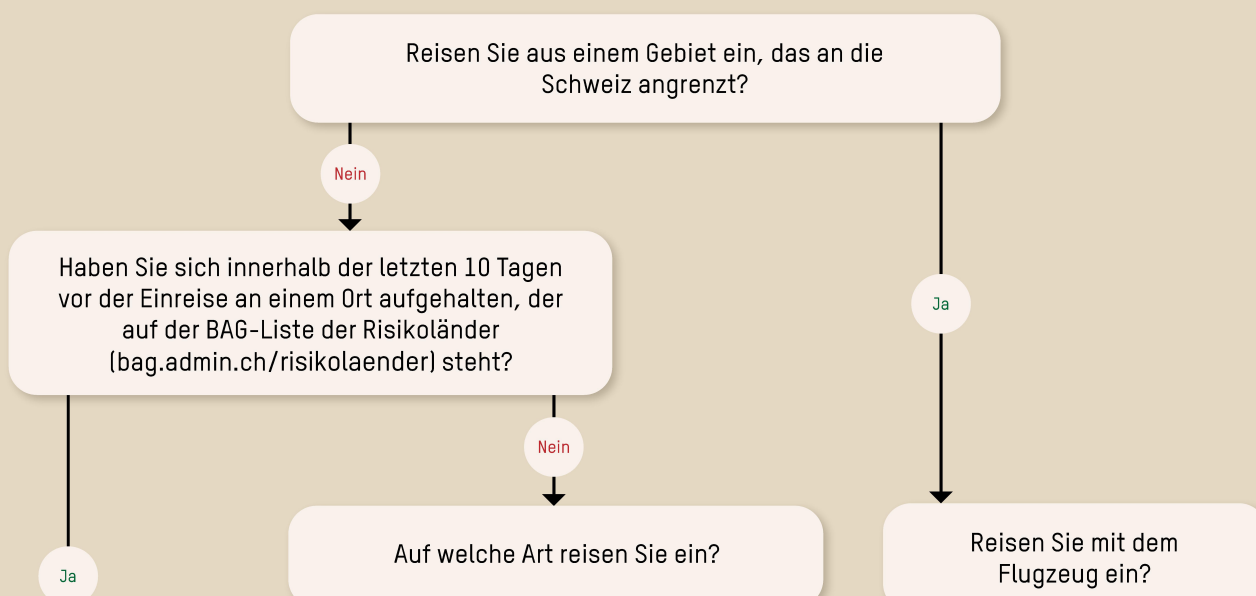 Reisen Sie aus einem Gebiet ein, das an die
Schweiz angrenzt?
Nein
Haben Sie sich innerhalb der letzten 10 Tagen
vor der Einreise an einem Ort aufgehalten, der
auf der BAG-Liste der Risikoländer
(bag.admin.ch/risikolaender) steht?
Ja
Nein
Auf welche Art reisen Sie ein?
Reisen Sie mit dem
Flugzeug ein?
Ja